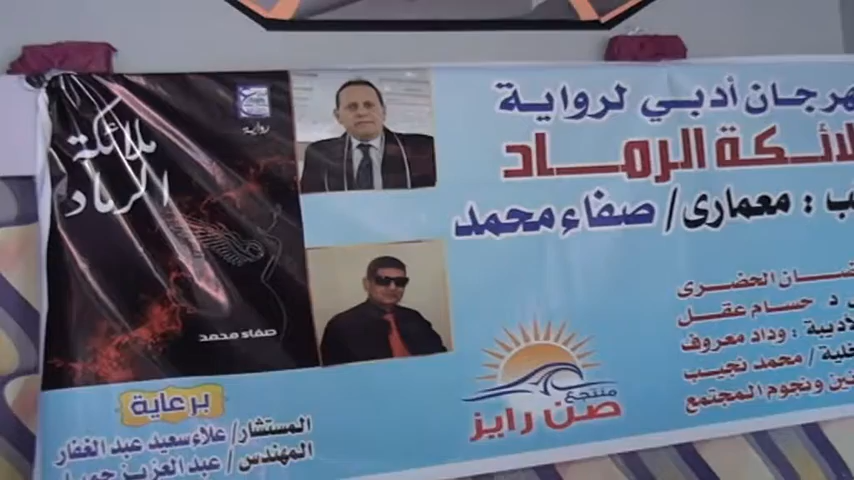 مهرجان أدبي لرواية
ملائكة الرماد
معمارى/ صفاء محمد
الحضرى
د حسام عقل
وداد معروف
محمد نجيب
ونجوم المجتمع
ملائكة
الرماد
رواية
صفاء محمد
منتجع
صن رايز
برعاية
المستشار/ علاء سعيد عبد الغفار
المهندس/ عبد العزيز